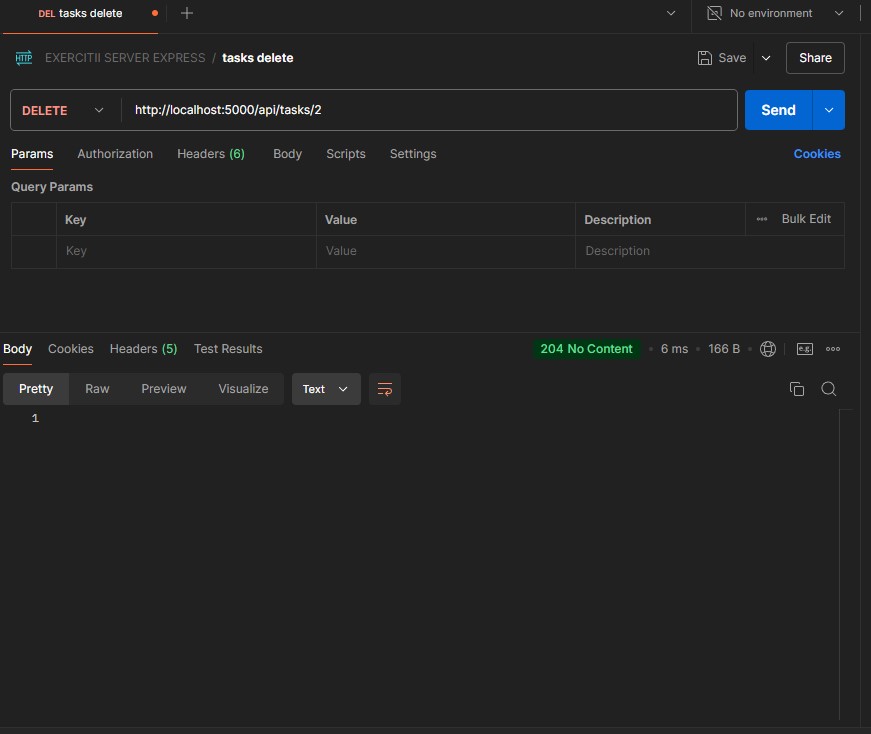 DEL tasks delete
No environment
HTTP EXERCITII SERVER EXPRESS / tasks delete
Save
Share
DELETE
http://localhost:5000/api/tasks/2
Send
Params Authorization Headers (6) Body Scripts Settings Cookies
Query Params
Key Value Description ••• Bulk Edit
Key Value Description
Body Cookies Headers (5) Test Results 204 No Content • 6 ms • 166 B • e.g.
Pretty Raw Preview Visualize Text
1